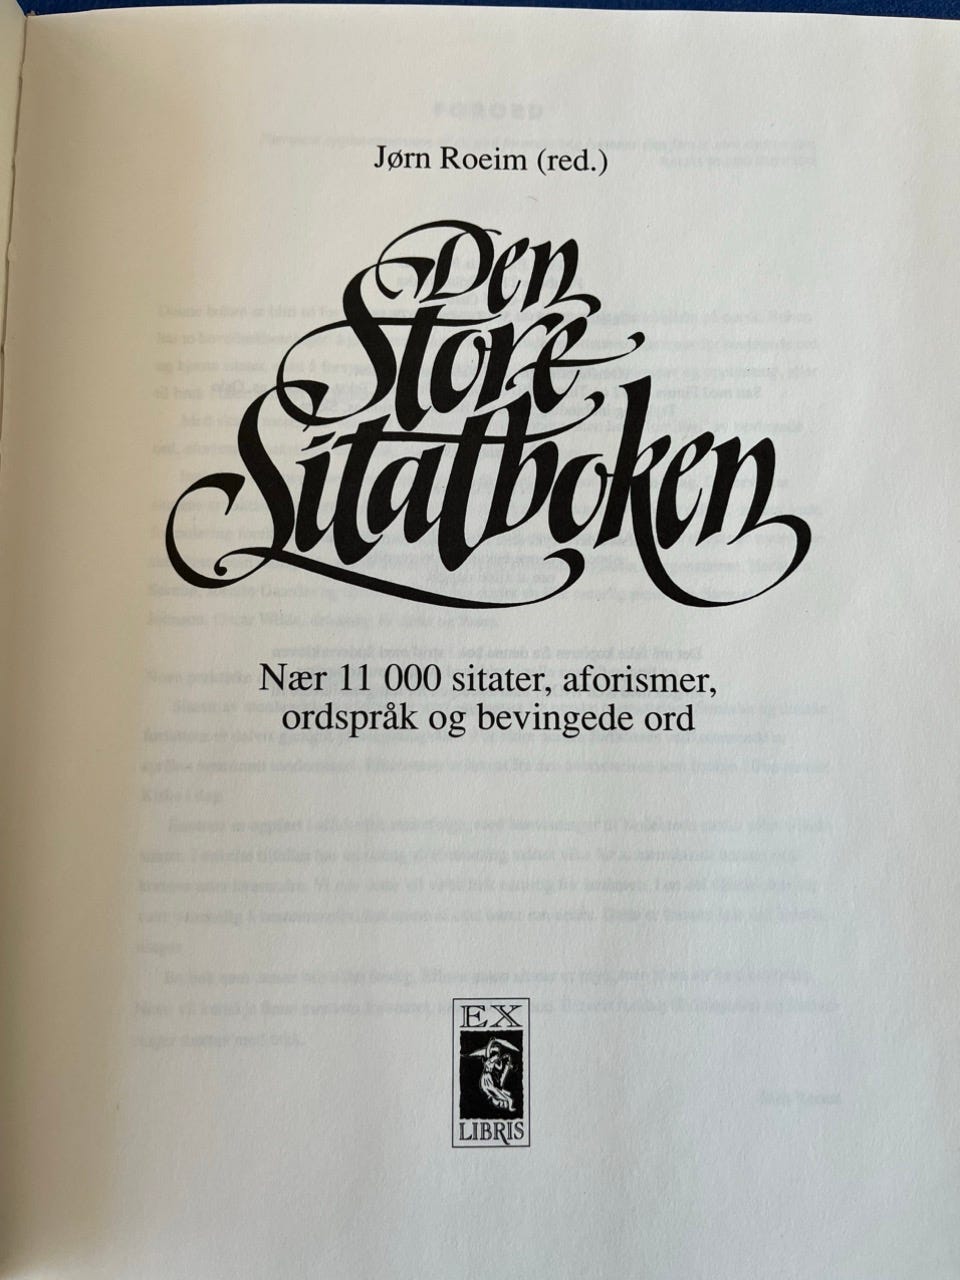 Jørn Roeim (red.)
Den
Store
Sitatboken
Nær 11 000 sitater, aforismer,
ordspråk og bevingede ord
EX
LIBRIS